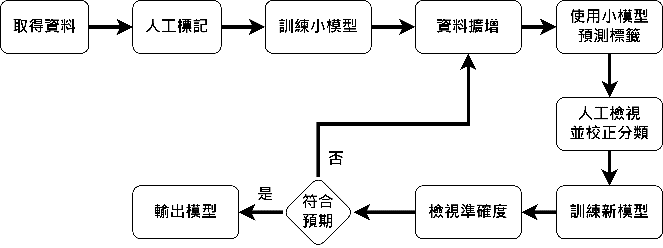 取得資料
人工標記
訓練小模型
資料擴增
使用小模型
預測標籤
人工檢視
並校正分類
訓練新模型
檢視準確度
符合
預期
否
是
輸出模型